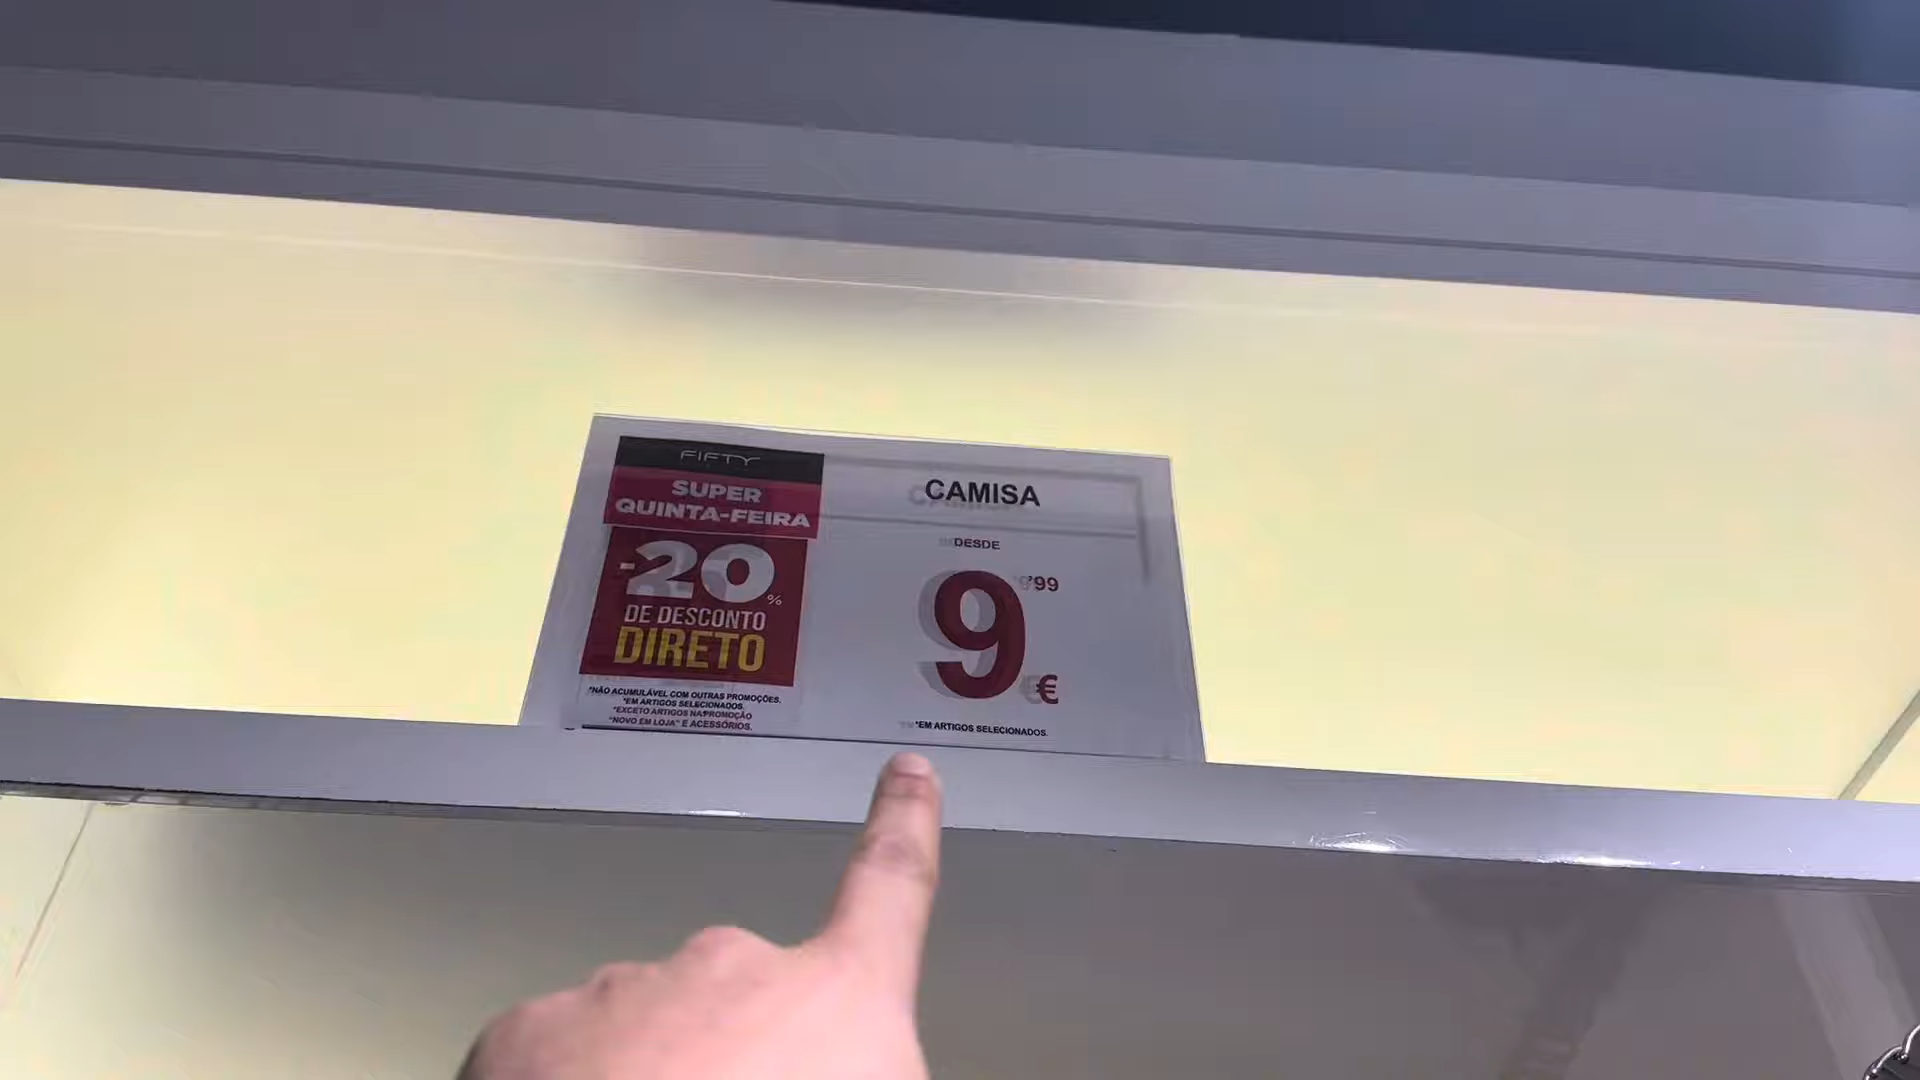 FIFTY
SUPER
QUINTA-FEIRA
-20%
DE DESCONTO
DIRETO
*NÃO ACUMULÁVEL COM OUTRAS PROMOÇÕES.
*EM ARTIGOS SELECIONADOS.
*EXCETO ARTIGOS NA PROMOÇÃO
"NOVO EM LOJA" E ACESSÓRIOS.
CAMISA
DESDE
9'99
€
*EM ARTIGOS SELECIONADOS.